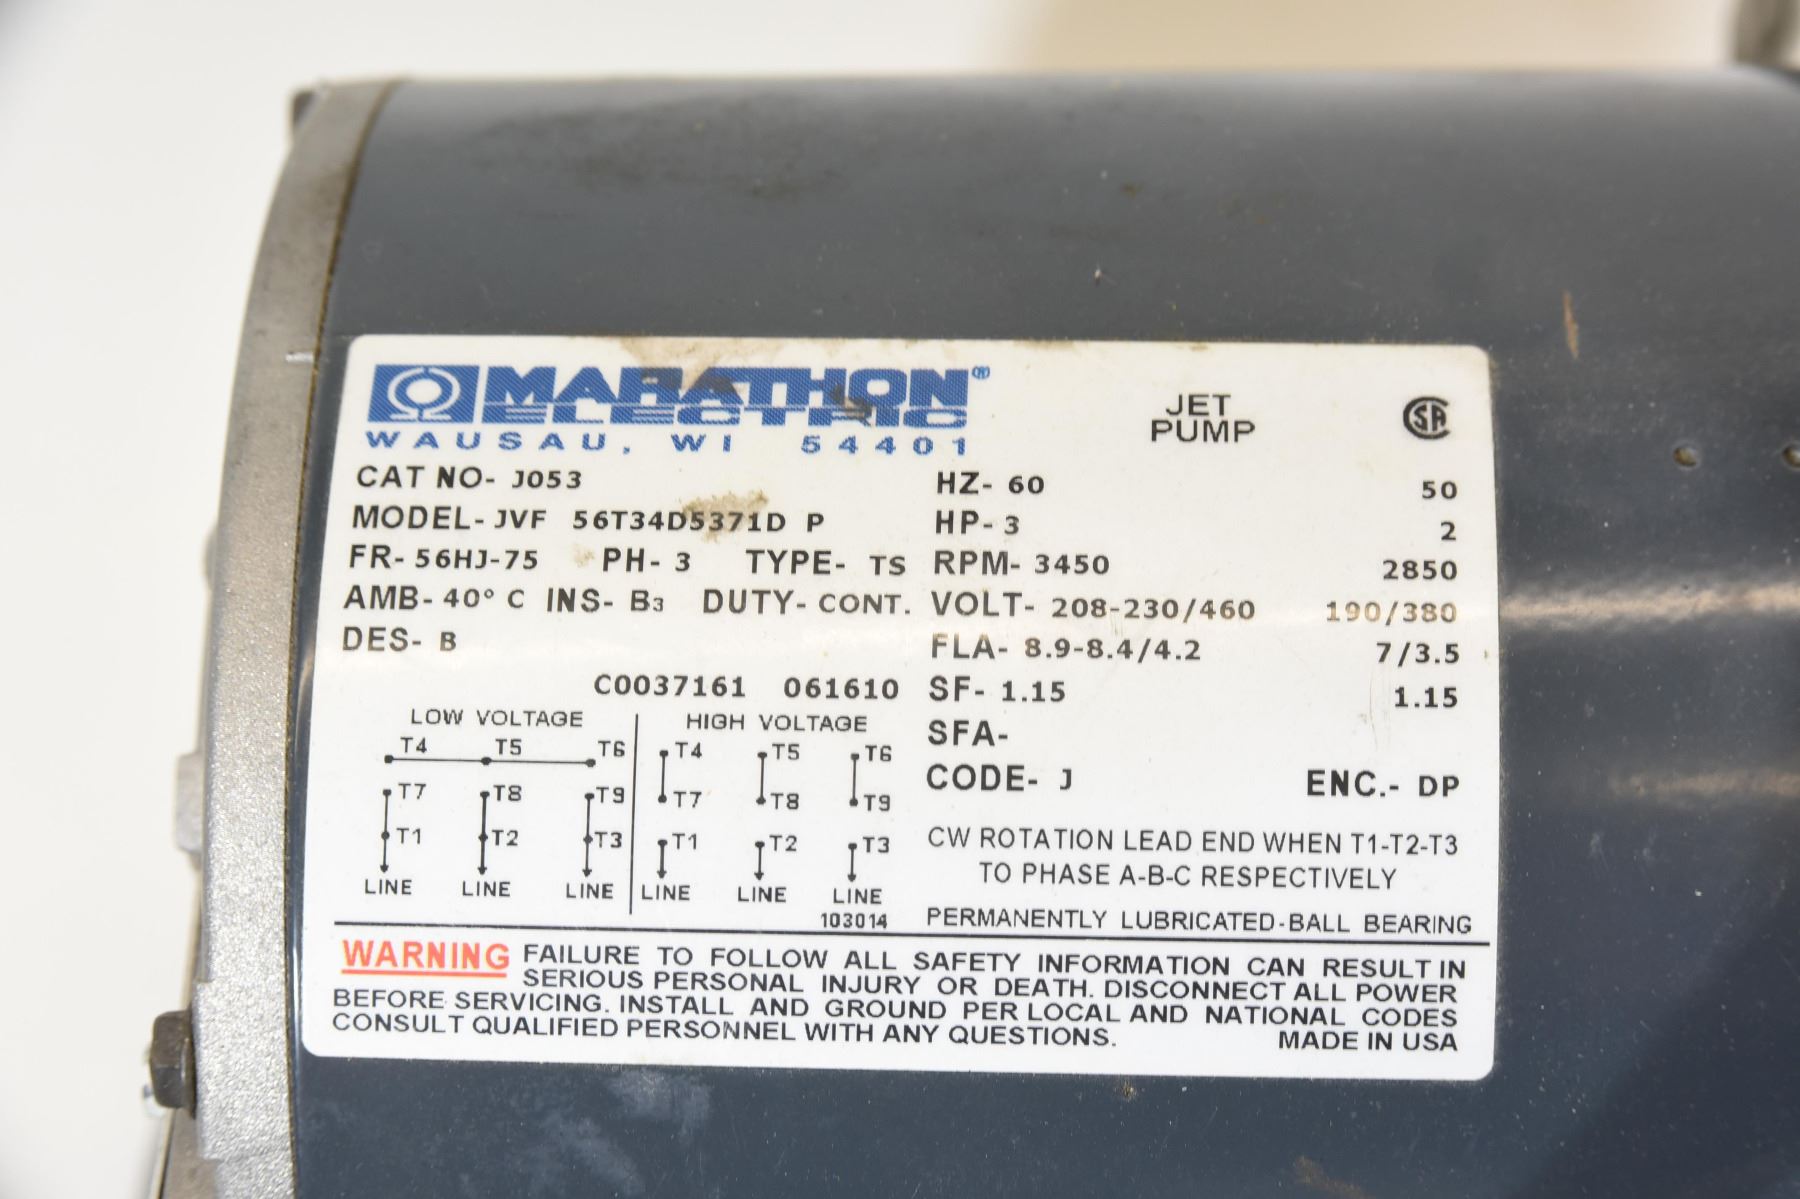 MARATHON®
ELECTRIC
WAUSAU, WI 54401
JET
PUMP
SA
CAT NO- J053
MODEL- JVF 56T34D5371D P
FR- 56HJ-75 PH- 3 TYPE- TS
AMB- 40° C INS- B3 DUTY- CONT.
DES- B
C0037161 061610
HZ- 60 50
HP- 3 2
RPM- 3450 2850
VOLT- 208-230/460 190/380
FLA- 8.9-8.4/4.2 7/3.5
SF- 1.15 1.15
SFA-
CODE- J ENC.- DP
LOW VOLTAGE
T4 T5 T6
T7 T8 T9
T1 T2 T3
LINE LINE LINE
HIGH VOLTAGE
T4 T5 T6
T7 T8 T9
T1 T2 T3
LINE LINE LINE
103014
CW ROTATION LEAD END WHEN T1-T2-T3
TO PHASE A-B-C RESPECTIVELY
PERMANENTLY LUBRICATED-BALL BEARING
WARNING FAILURE TO FOLLOW ALL SAFETY INFORMATION CAN RESULT IN
SERIOUS PERSONAL INJURY OR DEATH. DISCONNECT ALL POWER
BEFORE SERVICING. INSTALL AND GROUND PER LOCAL AND NATIONAL CODES
CONSULT QUALIFIED PERSONNEL WITH ANY QUESTIONS. MADE IN USA